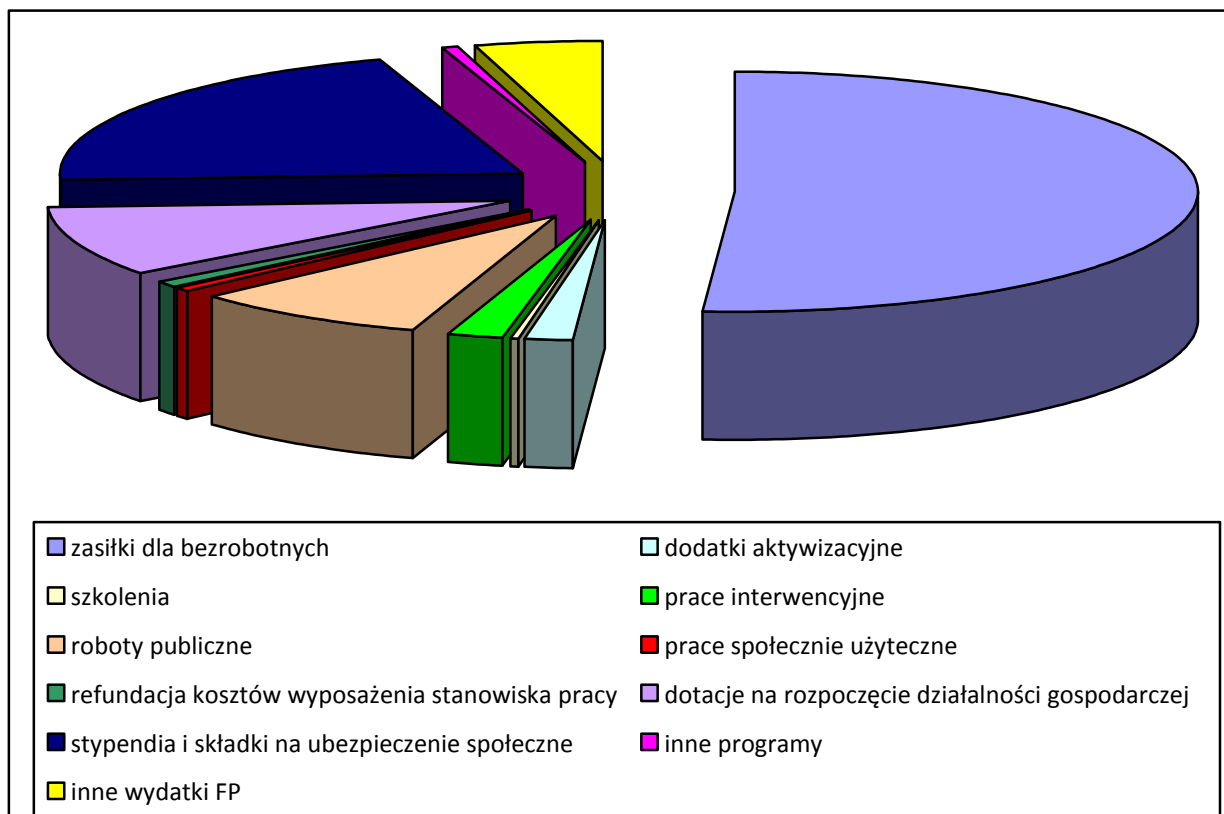 zasiłki dla bezrobotnych
dodatki aktywizacyjne
szkolenia
prace interwencyjne
roboty publiczne
prace społecznie użyteczne
refundacja kosztów wyposażenia stanowiska pracy
dotacje na rozpoczęcie działalności gospodarczej
stypendia i składki na ubezpieczenie społeczne
inne programy
inne wydatki FP